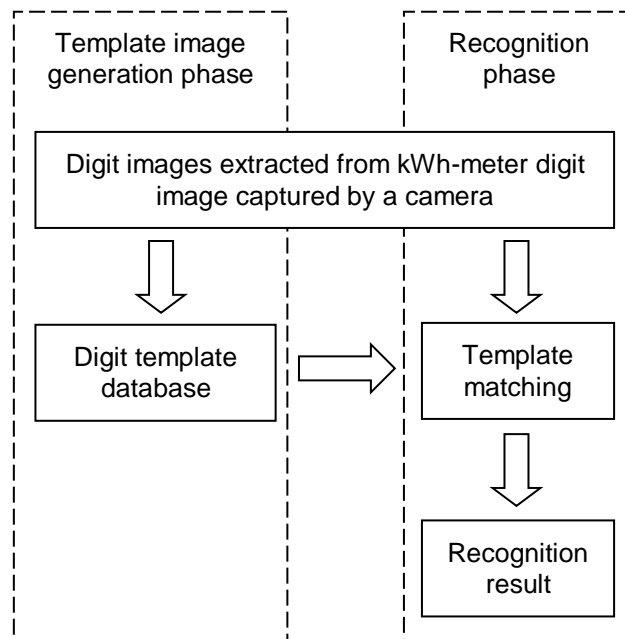 Template image
generation phase
Recognition
phase
Digit images extracted from kWh-meter digit
image captured by a camera
Digit template
database
Template
matching
Recognition
result